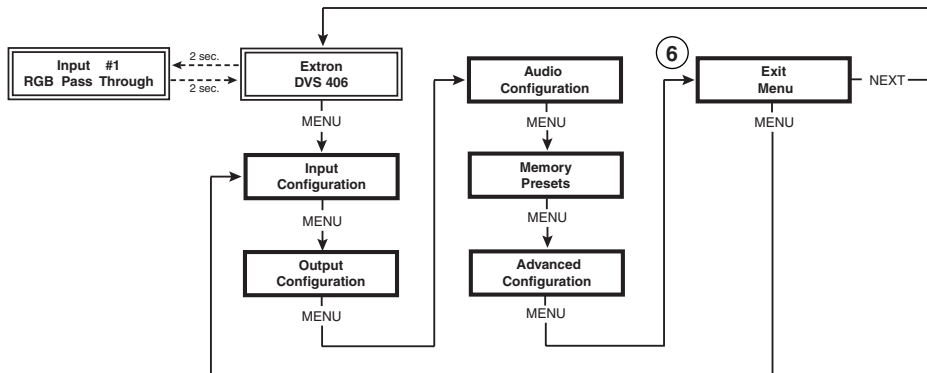 Input #1
RGB Pass Through
2 sec.
2 sec.
Extron
DVS 406
MENU
Input
Configuration
MENU
Output
Configuration
MENU
Audio
Configuration
MENU
Memory
Presets
MENU
Advanced
Configuration
MENU
6
Exit
Menu
NEXT
MENU